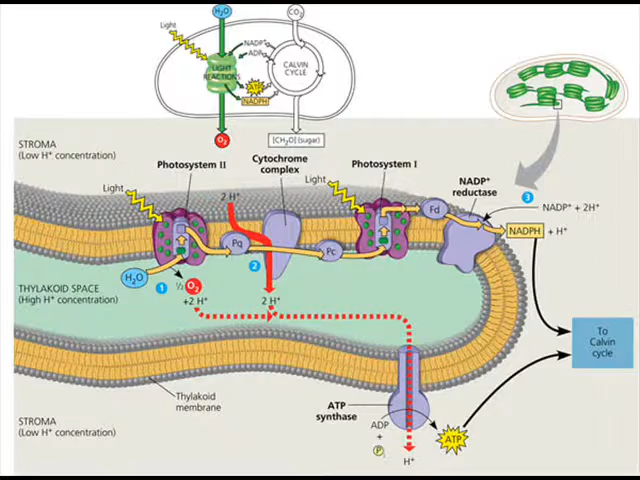 H₂O
CO₂
Light
NADP⁺
ADP
LIGHT
REACTIONS
CALVIN
CYCLE
ATP
NADPH
O₂
[CH₂O] (sugar)
STROMA
(Low H⁺ concentration)
Photosystem II
Cytochrome
complex
Photosystem I
NADP⁺
reductase
Light
2 H⁺
Light
3
NADP⁺ + 2H⁺
Fd
NADPH + H⁺
Pq
Pc
2
H₂O
1
½ O₂
+2 H⁺
2 H⁺
THYLAKOID SPACE
(High H⁺ concentration)
To
Calvin
cycle
Thylakoid
membrane
ATP
synthase
STROMA
(Low H⁺ concentration)
ADP
+
P
ATP
H⁺